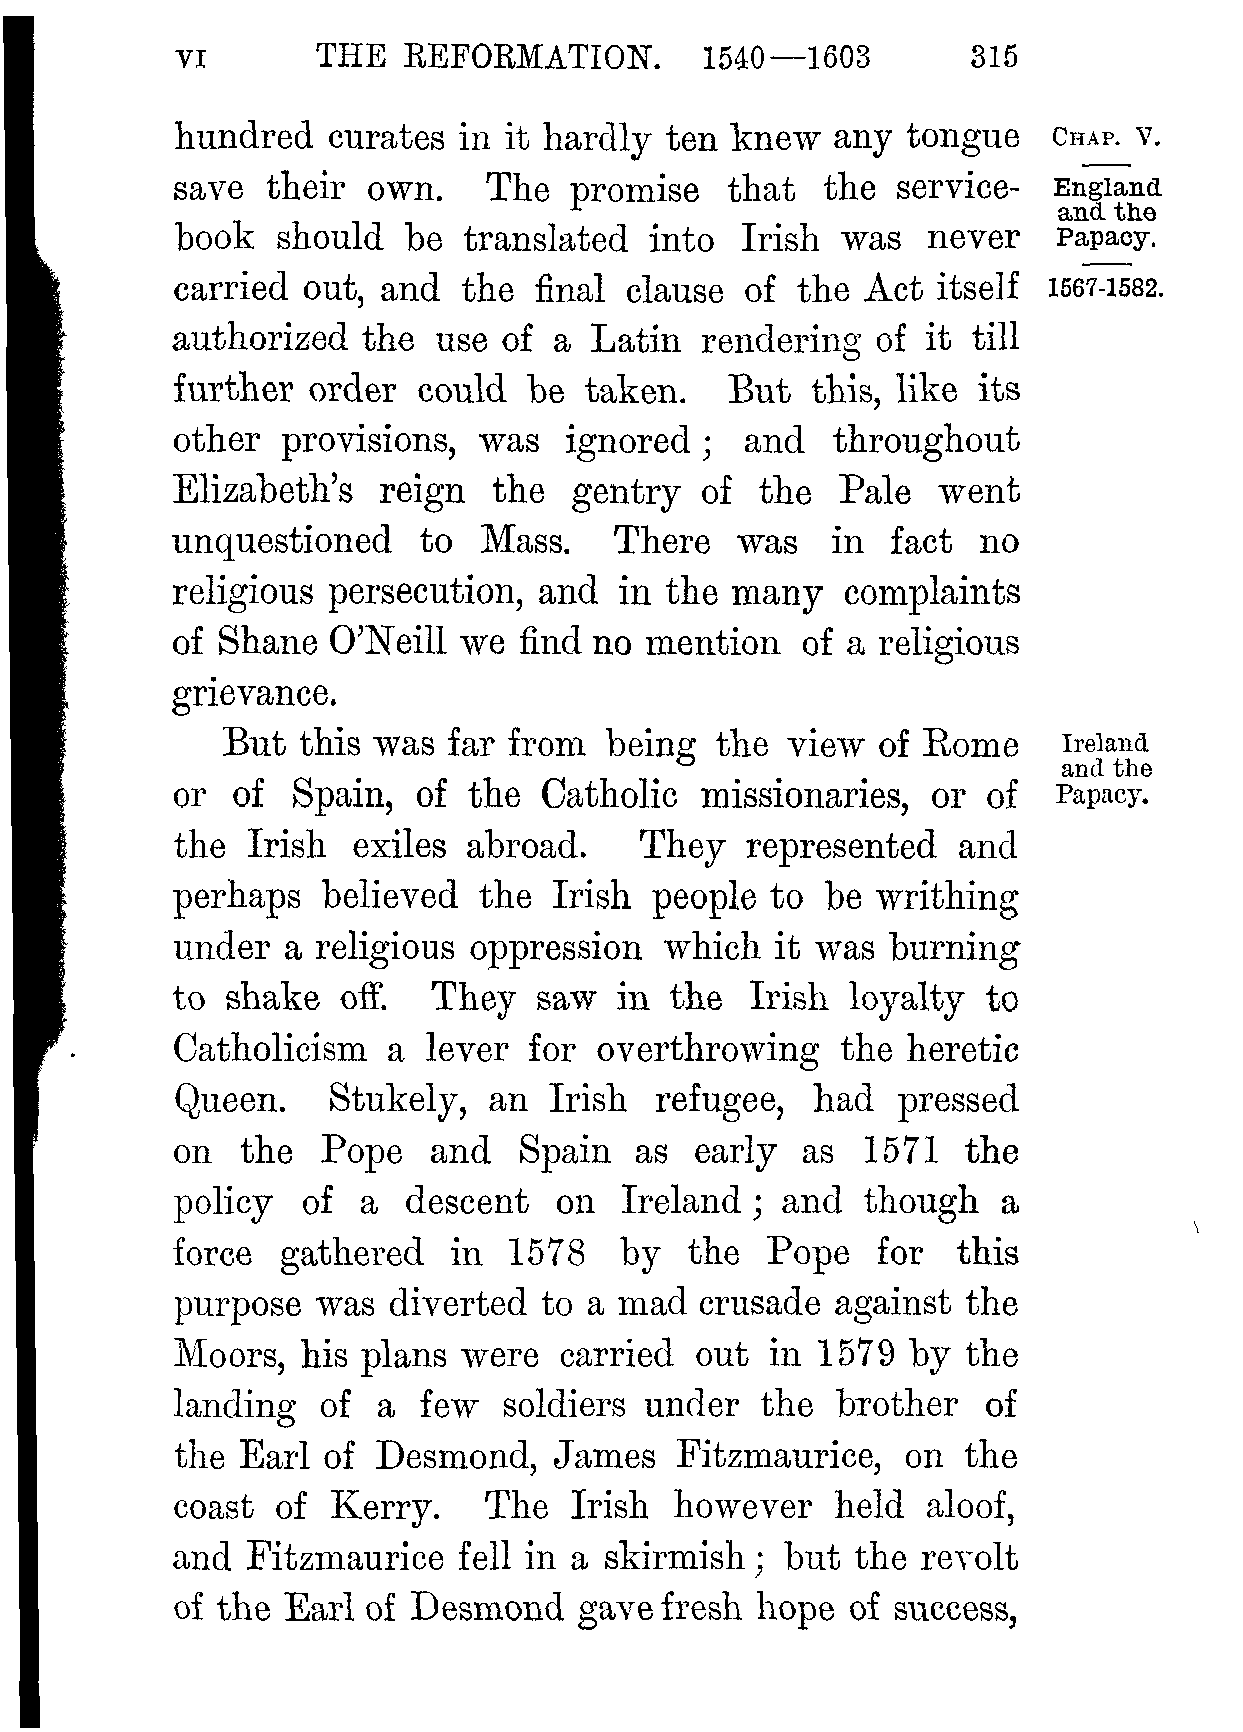 VI THE REFORMATION. 1540—1603 315
hundred curates in it hardly ten knew any tongue
save their own. The promise that the service-
book should be translated into Irish was never
carried out, and the final clause of the Act itself
authorized the use of a Latin rendering of it till
further order could be taken. But this, like its
other provisions, was ignored ; and throughout
Elizabeth's reign the gentry of the Pale went
unquestioned to Mass. There was in fact no
religious persecution, and in the many complaints
of Shane O'Neill we find no mention of a religious
grievance.
CHAP. V.
England
and the
Papacy.
1567-1582.
But this was far from being the view of Rome
or of Spain, of the Catholic missionaries, or of
the Irish exiles abroad. They represented and
perhaps believed the Irish people to be writhing
under a religious oppression which it was burning
to shake off. They saw in the Irish loyalty to
Catholicism a lever for overthrowing the heretic
Queen. Stukely, an Irish refugee, had pressed
on the Pope and Spain as early as 1571 the
policy of a descent on Ireland ; and though a
force gathered in 1578 by the Pope for this
purpose was diverted to a mad crusade against the
Moors, his plans were carried out in 1579 by the
landing of a few soldiers under the brother of
the Earl of Desmond, James Fitzmaurice, on the
coast of Kerry. The Irish however held aloof,
and Fitzmaurice fell in a skirmish ; but the revolt
of the Earl of Desmond gave fresh hope of success,
Ireland
and the
Papacy.